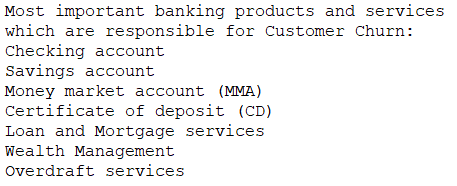 Most important banking products and services
which are responsible for Customer Churn:
Checking account
Savings account
Money market account (MMA)
Certificate of deposit (CD)
Loan and Mortgage services
Wealth Management
Overdraft services